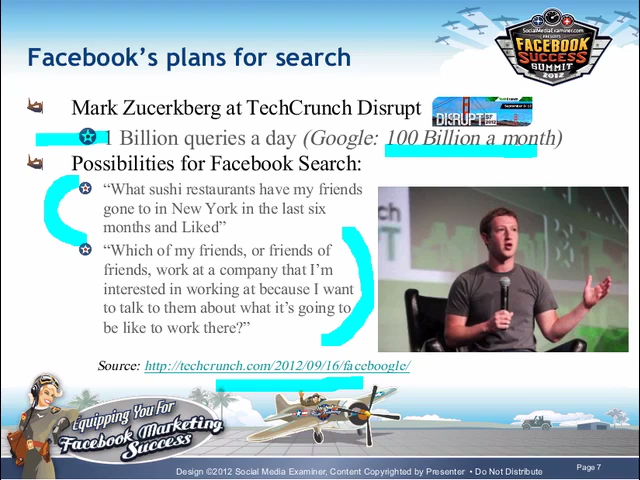 Facebook's plans for search
SocialMediaExaminer.com
PRESENTS
FACEBOOK
SUCCESS
SUMMIT
2012
Mark Zucerkberg at TechCrunch Disrupt
DISRUPT SF
2012
1 Billion queries a day (Google: 100 Billion a month)
Possibilities for Facebook Search:
“What sushi restaurants have my friends
gone to in New York in the last six
months and Liked”
“Which of my friends, or friends of
friends, work at a company that I’m
interested in working at because I want
to talk to them about what it’s going to
be like to work there?”
Source: http://techcrunch.com/2012/09/16/faceboogle/
Equipping You For
Facebook Marketing
Success
Design ©2012 Social Media Examiner, Content Copyrighted by Presenter • Do Not Distribute
Page 7